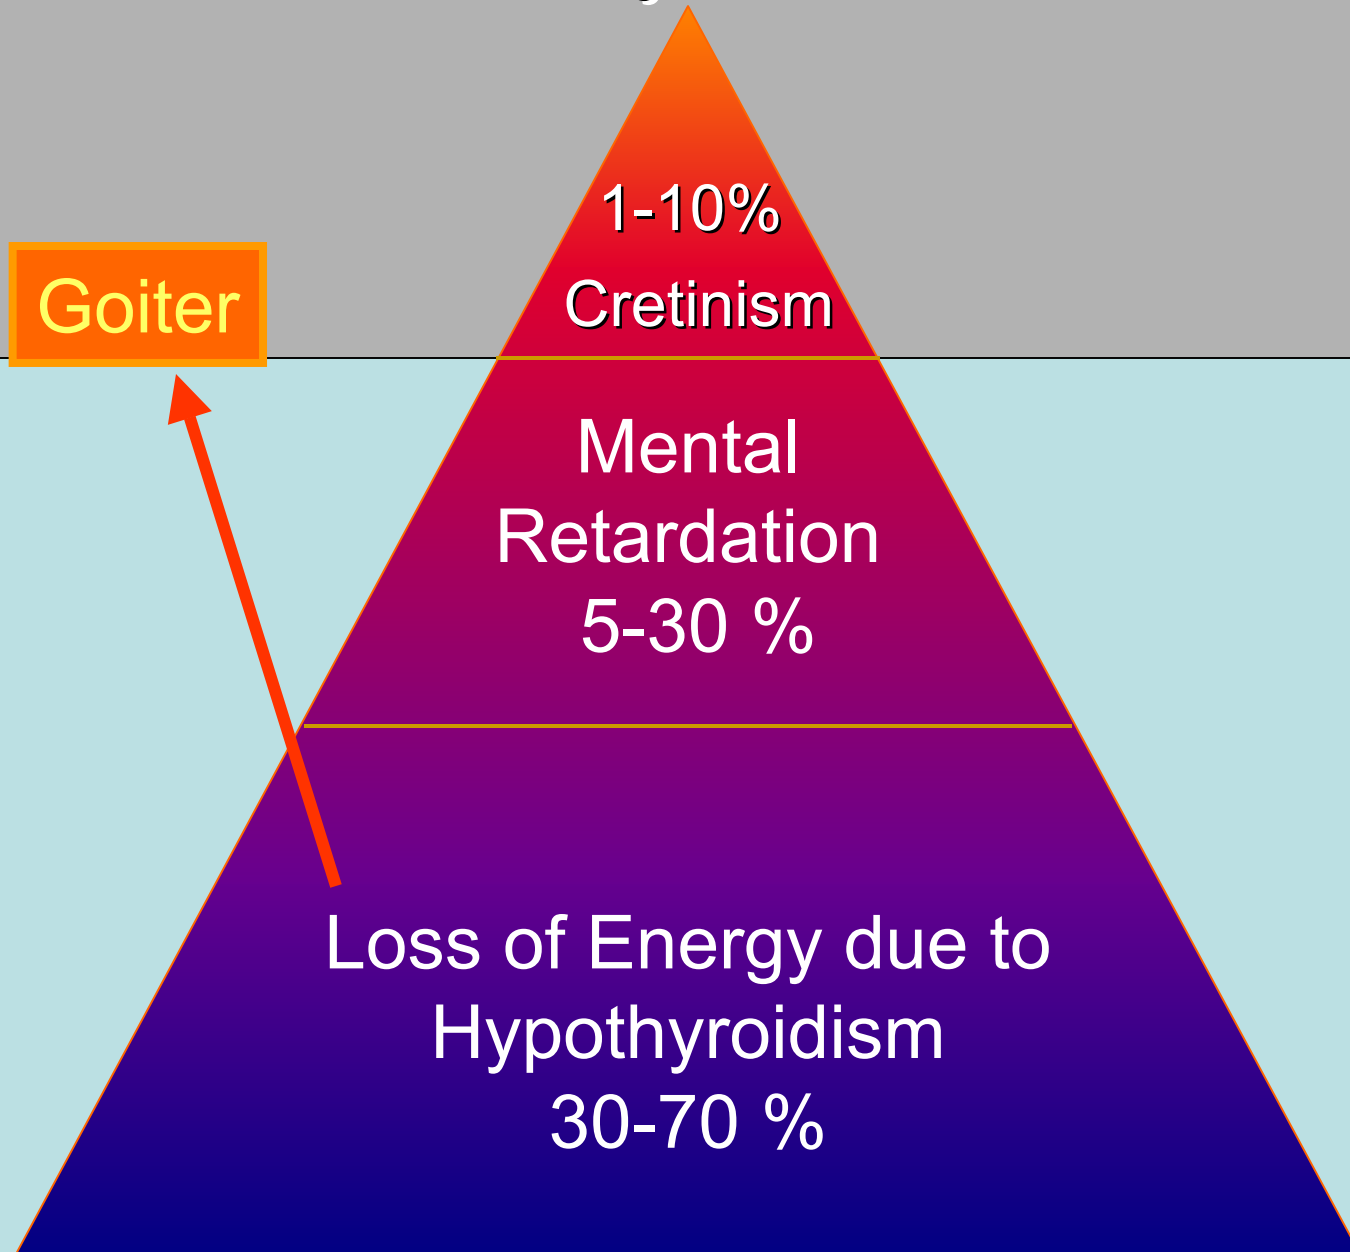 1-10%
Cretinism
Goiter
Mental
Retardation
5-30 %
Loss of Energy due to
Hypothyroidism
30-70 %